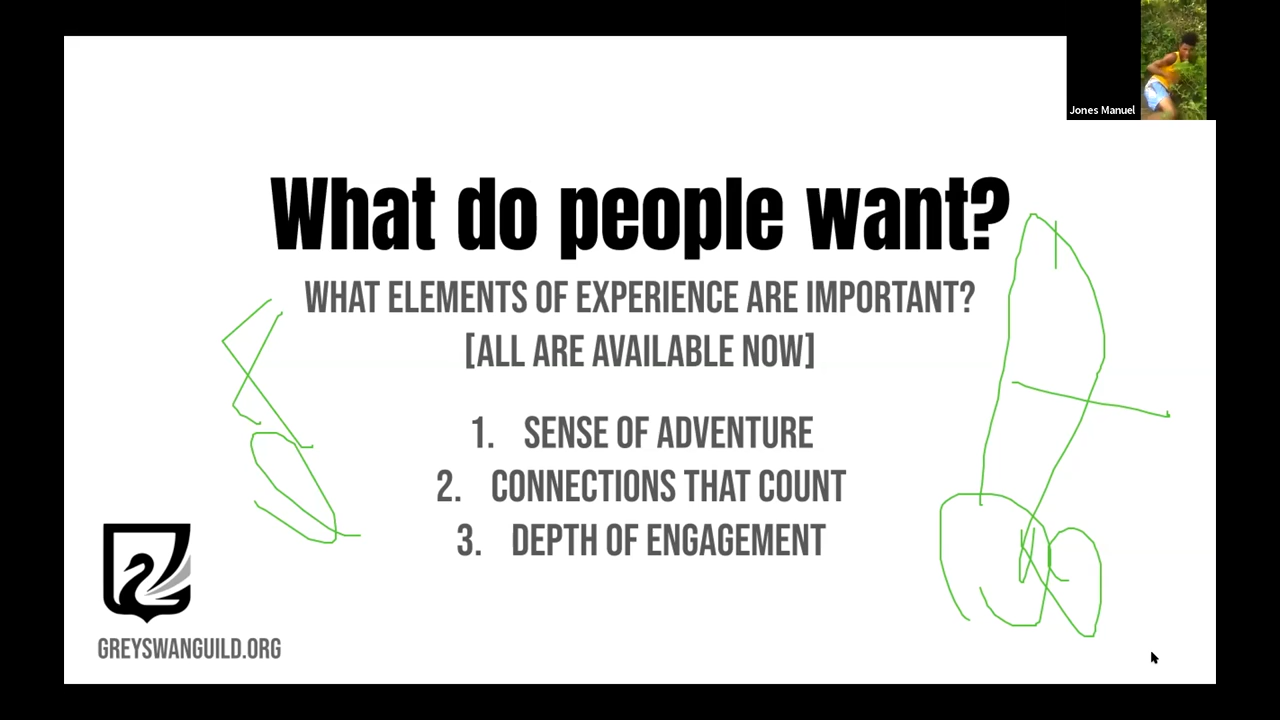 Jones Manuel
What do people want?
WHAT ELEMENTS OF EXPERIENCE ARE IMPORTANT?
[ALL ARE AVAILABLE NOW]
1. SENSE OF ADVENTURE
2. CONNECTIONS THAT COUNT
3. DEPTH OF ENGAGEMENT
GREYSWANGUILD.ORG